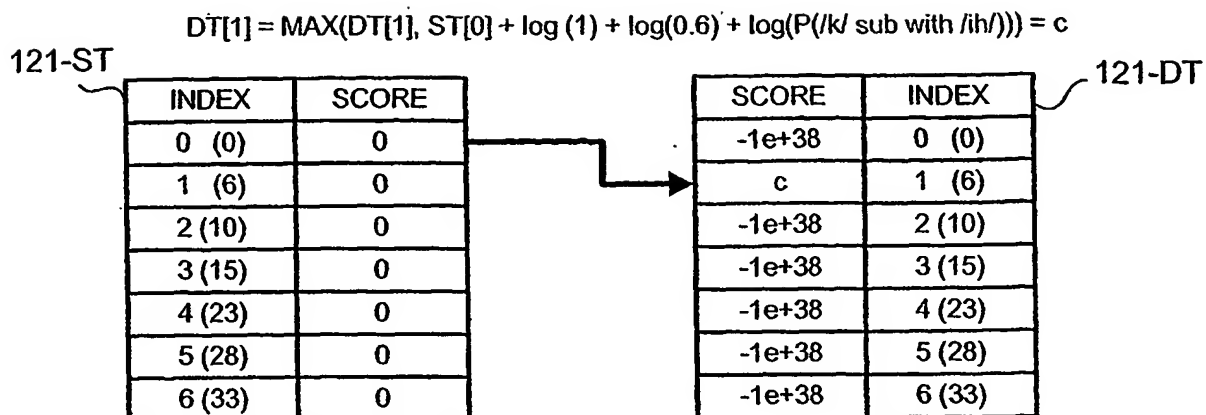 DT[1] = MAX(DT[1], ST[0] + log (1) + log(0.6) + log(P(/k/ sub with /ih/))) = c
121-ST
121-DT
INDEX SCORE SCORE INDEX
0 (0) 0 -1e+38 0 (0)
1 (6) 0 c 1 (6)
2 (10) 0 -1e+38 2 (10)
3 (15) 0 -1e+38 3 (15)
4 (23) 0 -1e+38 4 (23)
5 (28) 0 -1e+38 5 (28)
6 (33) 0 -1e+38 6 (33)